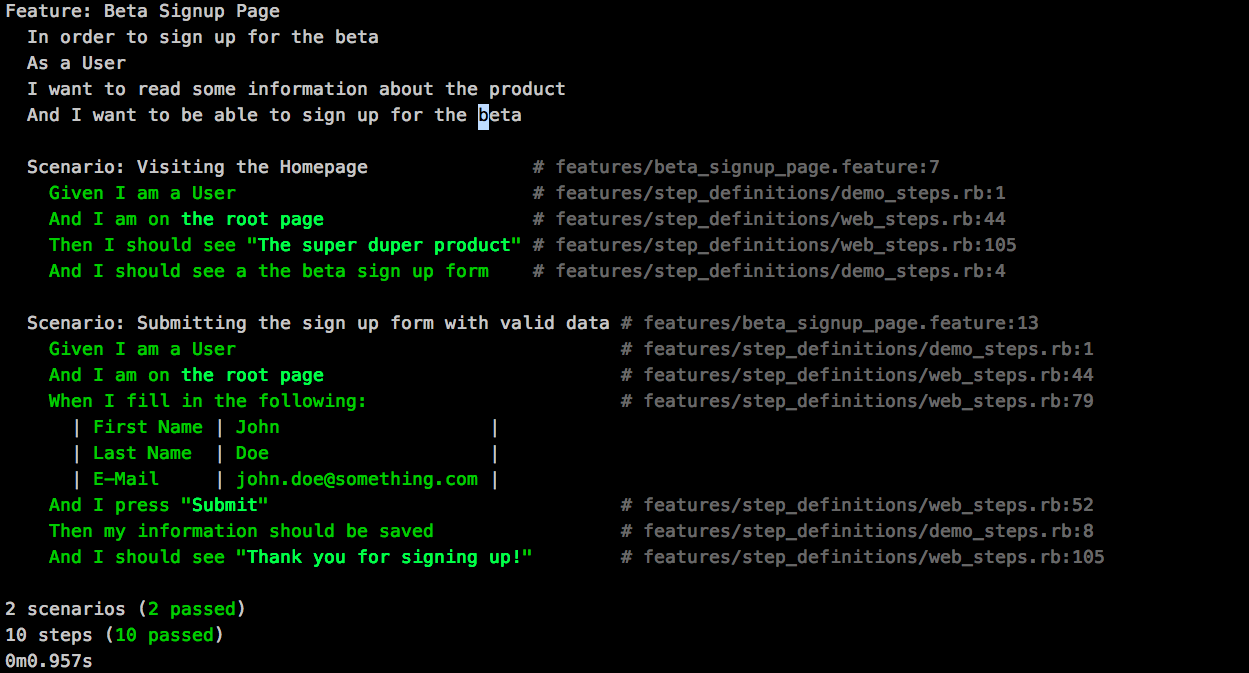 Feature: Beta Signup Page
  In order to sign up for the beta
  As a User
  I want to read some information about the product
  And I want to be able to sign up for the beta

  Scenario: Visiting the Homepage               # features/beta_signup_page.feature:7
    Given I am a User                           # features/step_definitions/demo_steps.rb:1
    And I am on the root page                   # features/step_definitions/web_steps.rb:44
    Then I should see "The super duper product" # features/step_definitions/web_steps.rb:105
    And I should see a the beta sign up form    # features/step_definitions/demo_steps.rb:4

  Scenario: Submitting the sign up form with valid data # features/beta_signup_page.feature:13
    Given I am a User                                   # features/step_definitions/demo_steps.rb:1
    And I am on the root page                           # features/step_definitions/web_steps.rb:44
    When I fill in the following:                       # features/step_definitions/web_steps.rb:79
      | First Name | John                   |
      | Last Name  | Doe                    |
      | E-Mail     | john.doe@something.com |
    And I press "Submit"                                # features/step_definitions/web_steps.rb:52
    Then my information should be saved                 # features/step_definitions/demo_steps.rb:8
    And I should see "Thank you for signing up!"        # features/step_definitions/web_steps.rb:105

2 scenarios (2 passed)
10 steps (10 passed)
0m0.957s